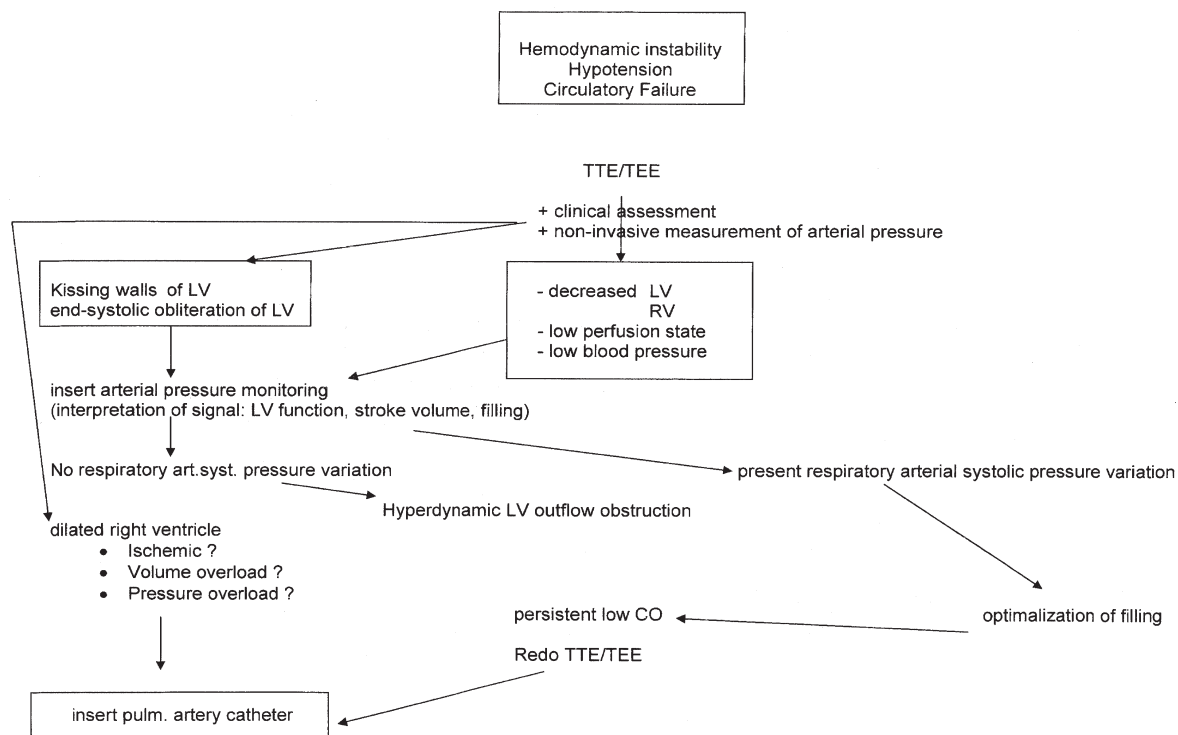 Hemodynamic instability
Hypotension
Circulatory Failure
TTE/TEE
+ clinical assessment
+ non-invasive measurement of arterial pressure
Kissing walls of LV
end-systolic obliteration of LV
- decreased LV
RV
- low perfusion state
- low blood pressure
insert arterial pressure monitoring
(interpretation of signal: LV function, stroke volume, filling)
No respiratory art.syst. pressure variation
present respiratory arterial systolic pressure variation
Hyperdynamic LV outflow obstruction
dilated right ventricle
• Ischemic ?
• Volume overload ?
• Pressure overload ?
persistent low CO
optimalization of filling
Redo TTE/TEE
insert pulm. artery catheter